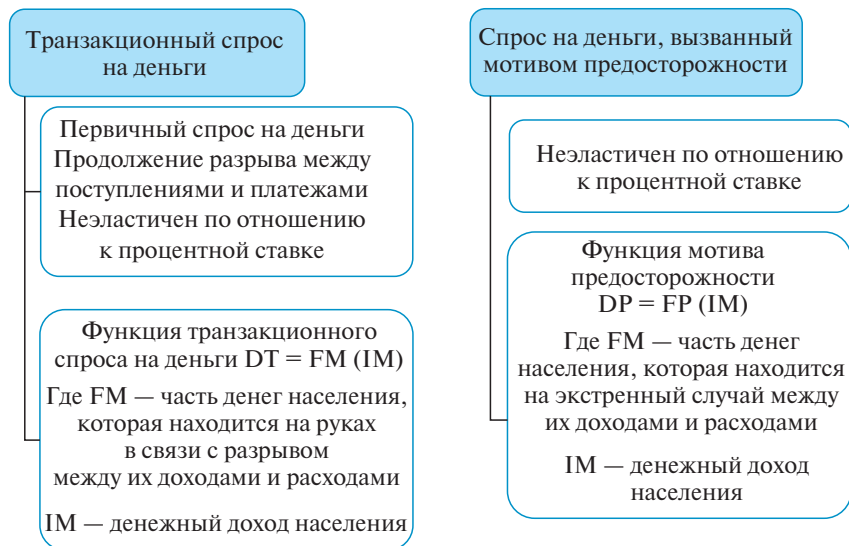 Транзакционный спрос
на деньги
Первичный спрос на деньги
Продолжение разрыва между
поступлениями и платежами
Неэластичен по отношению
к процентной ставке
Функция транзакционного
спроса на деньги DT = FM (IM)
Где FM — часть денег населения,
которая находится на руках
в связи с разрывом
между их доходами и расходами
IM — денежный доход населения
Спрос на деньги, вызванный
мотивом предосторожности
Неэластичен по отношению
к процентной ставке
Функция мотива
предосторожности
DP = FP (IM)
Где FM — часть денег
населения, которая находится
на экстренный случай между
их доходами и расходами
IM — денежный доход
населения